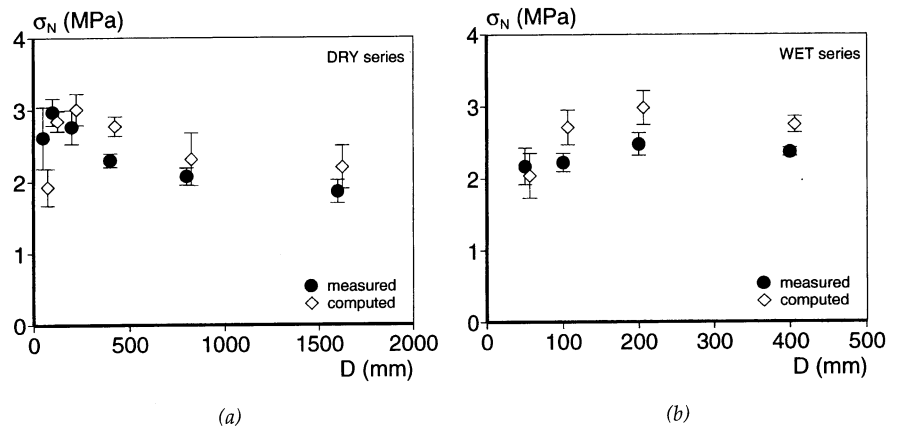 σN (MPa)
4
3
2
1
0
DRY series
measured
computed
0 500 1000 1500 2000
D (mm)
(a)
σN (MPa)
4
3
2
1
0
WET series
measured
computed
0 100 200 300 400 500
D (mm)
(b)